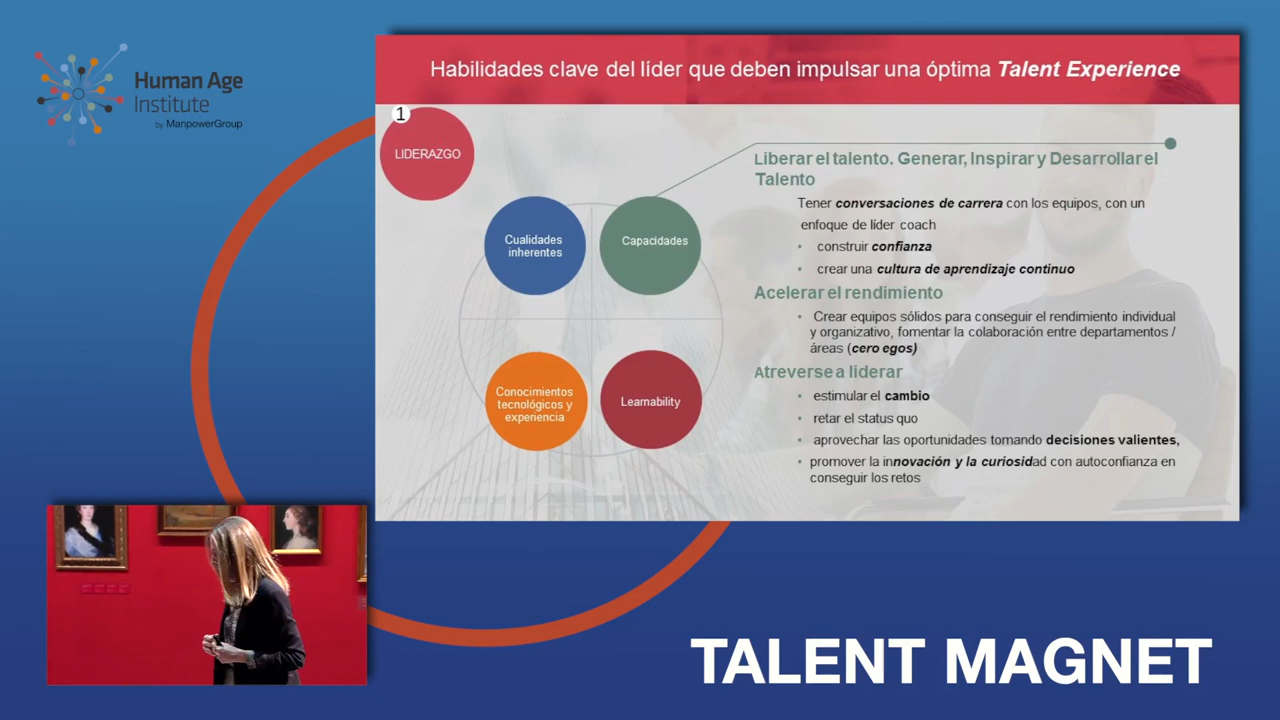 Human Age
Institute
by ManpowerGroup
Habilidades clave del líder que deben impulsar una óptima Talent Experience
1
LIDERAZGO
Cualidades
inherentes
Capacidades
Conocimientos
tecnológicos y
experiencia
Learnability
Liberar el talento. Generar, Inspirar y Desarrollar el
Talento
Tener conversaciones de carrera con los equipos, con un
enfoque de líder coach
• construir confianza
• crear una cultura de aprendizaje continuo
Acelerar el rendimiento
• Crear equipos sólidos para conseguir el rendimiento individual
y organizativo, fomentar la colaboración entre departamentos /
áreas (cero egos)
Atreverse a liderar
• estimular el cambio
• retar el status quo
• aprovechar las oportunidades tomando decisiones valientes,
• promover la innovación y la curiosidad con autoconfianza en
conseguir los retos
TALENT MAGNET